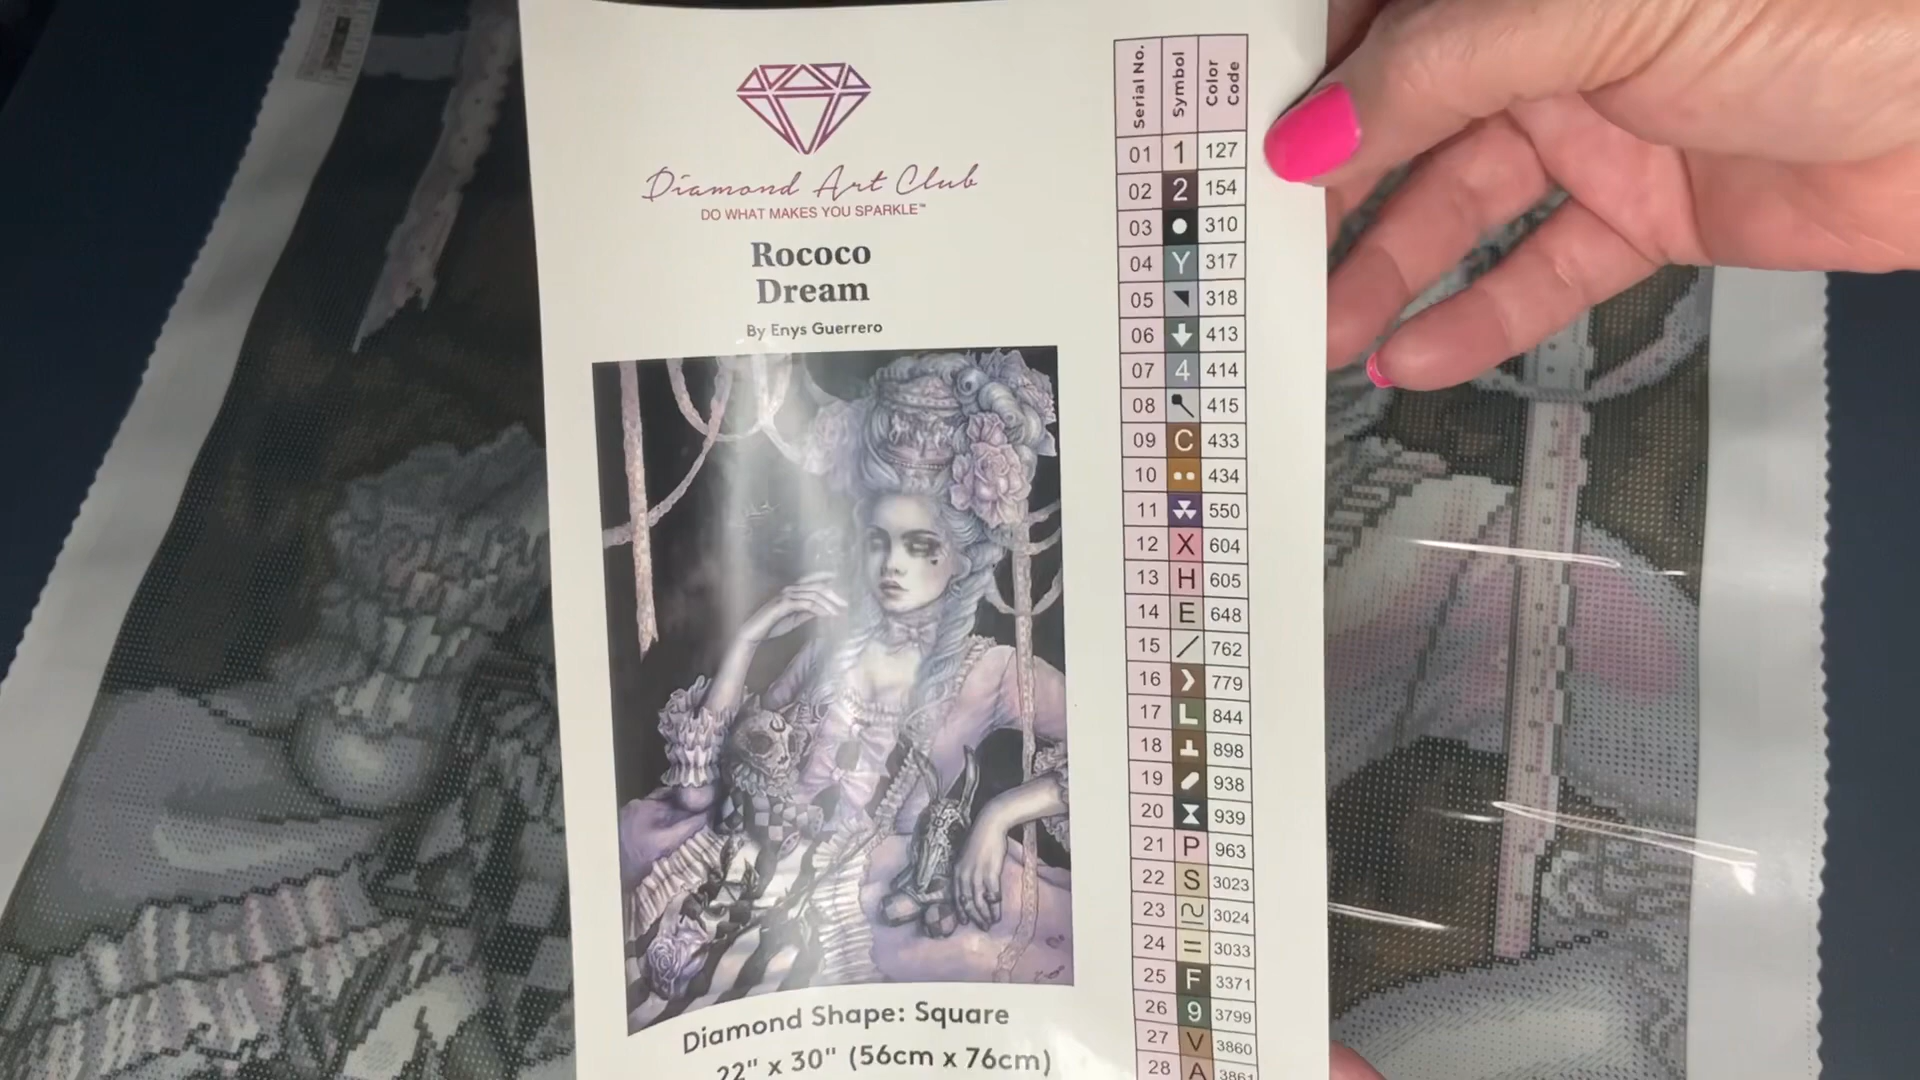 Diamond Art Club
DO WHAT MAKES YOU SPARKLE™
Rococo
Dream
By Enys Guerrero
Diamond Shape: Square
22" x 30" (56cm x 76cm)
Serial No. Symbol Color Code
01 1 127
02 2 154
03 310
04 Y 317
05 318
06 413
07 4 414
08 415
09 C 433
10 434
11 550
12 X 604
13 H 605
14 E 648
15 / 762
16 779
17 L 844
18 898
19 938
20 939
21 P 963
22 S 3023
23 3024
24 = 3033
25 F 3371
26 9 3799
27 V 3860
28 A 3861